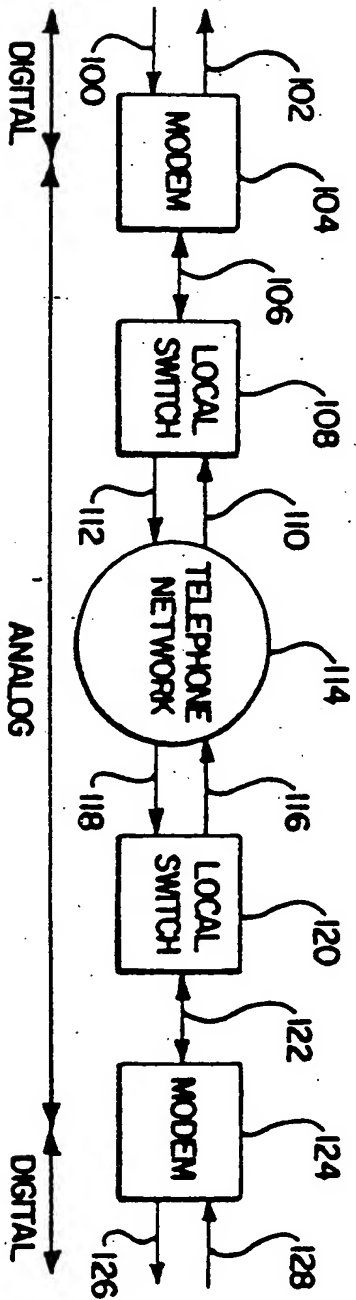 102
104
106
108
110
114
116
120
122
124
128
MODEM
LOCAL
SWITCH
TELEPHONE
NETWORK
LOCAL
SWITCH
MODEM
100
112
118
126
DIGITAL
ANALOG
DIGITAL